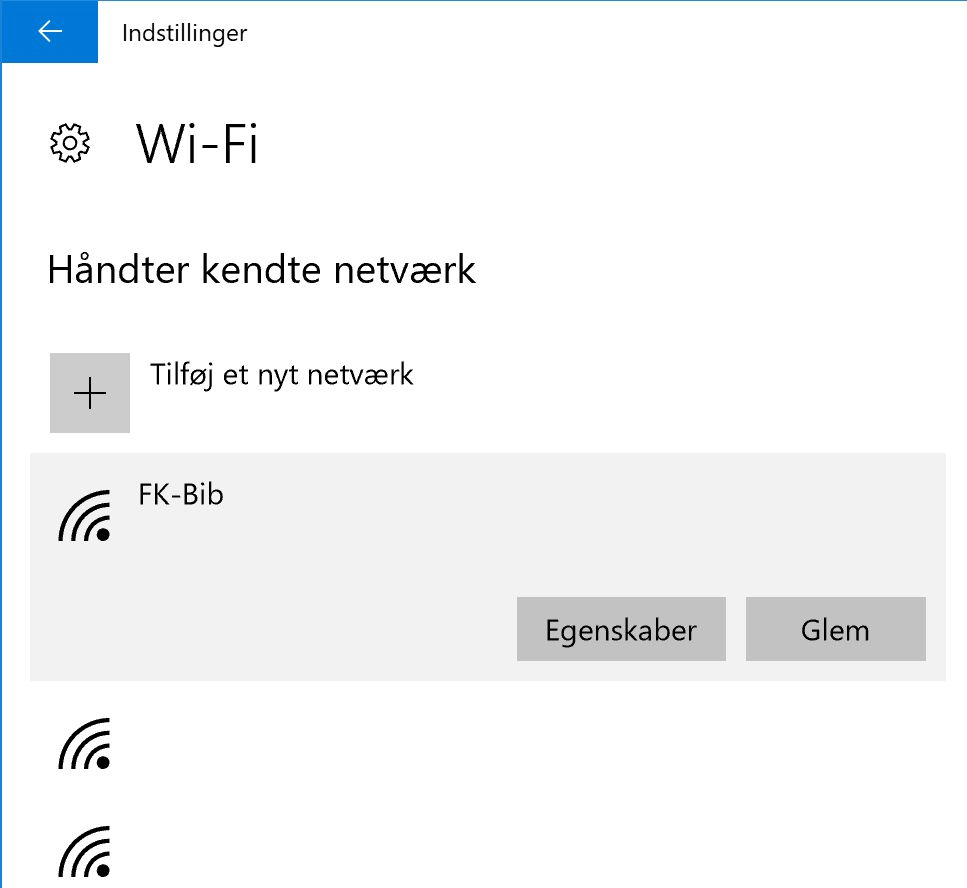 Indstillinger
Wi-Fi
Håndter kendte netværk
Tilføj et nyt netværk
FK-Bib
Egenskaber
Glem